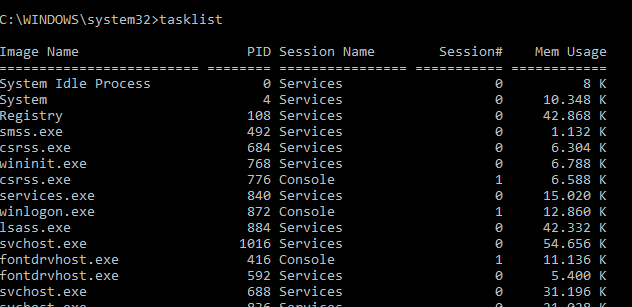 C:\WINDOWS\system32>tasklist
Image Name                     PID Session Name        Session#    Mem Usage
========================= ======== ================ =========== ============
System Idle Process              0 Services                   0          8 K
System                           4 Services                   0     10.348 K
Registry                       108 Services                   0     42.868 K
smss.exe                       492 Services                   0      1.132 K
csrss.exe                      684 Services                   0      6.304 K
wininit.exe                    768 Services                   0      6.788 K
csrss.exe                      776 Console                    1      6.588 K
services.exe                   840 Services                   0     15.020 K
winlogon.exe                   872 Console                    1     12.860 K
lsass.exe                      884 Services                   0     42.332 K
svchost.exe                   1016 Services                   0     54.656 K
fontdrvhost.exe                416 Console                    1     11.136 K
fontdrvhost.exe                592 Services                   0      5.400 K
svchost.exe                    688 Services                   0     31.196 K